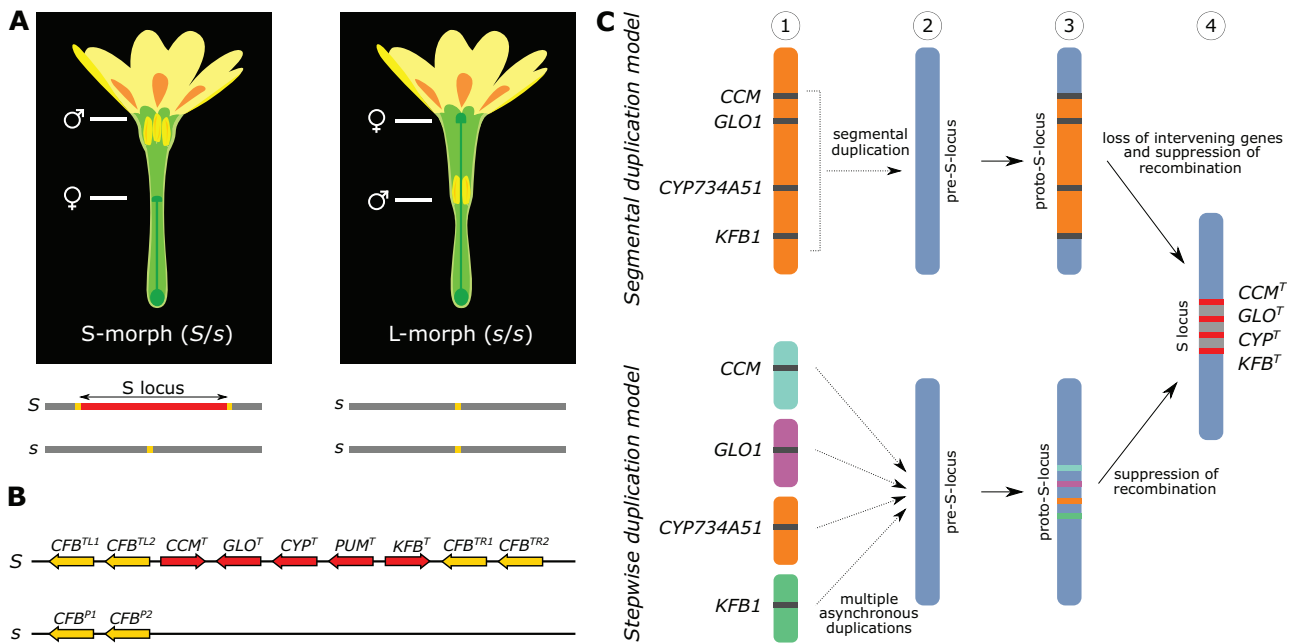 A
♂
♀
S-morph (S/s)
♀
♂
L-morph (s/s)
S locus
S
s
s
s
B
CFB^TL1 CFB^TL2 CCM^T GLO^T CYP^T PUM^T KFB^T CFB^TR1 CFB^TR2
S
CFB^P1 CFB^P2
s
C
1 2 3 4
Segmental duplication model
CCM
GLO1
CYP734A51
KFB1
segmental
duplication
pre-S-locus
proto-S-locus
loss of intervening genes
and suppression of
recombination
S locus
CCM^T
GLO^T
CYP^T
KFB^T
Stepwise duplication model
CCM
GLO1
CYP734A51
KFB1
multiple
asynchronous
duplications
pre-S-locus
proto-S-locus
suppression of
recombination